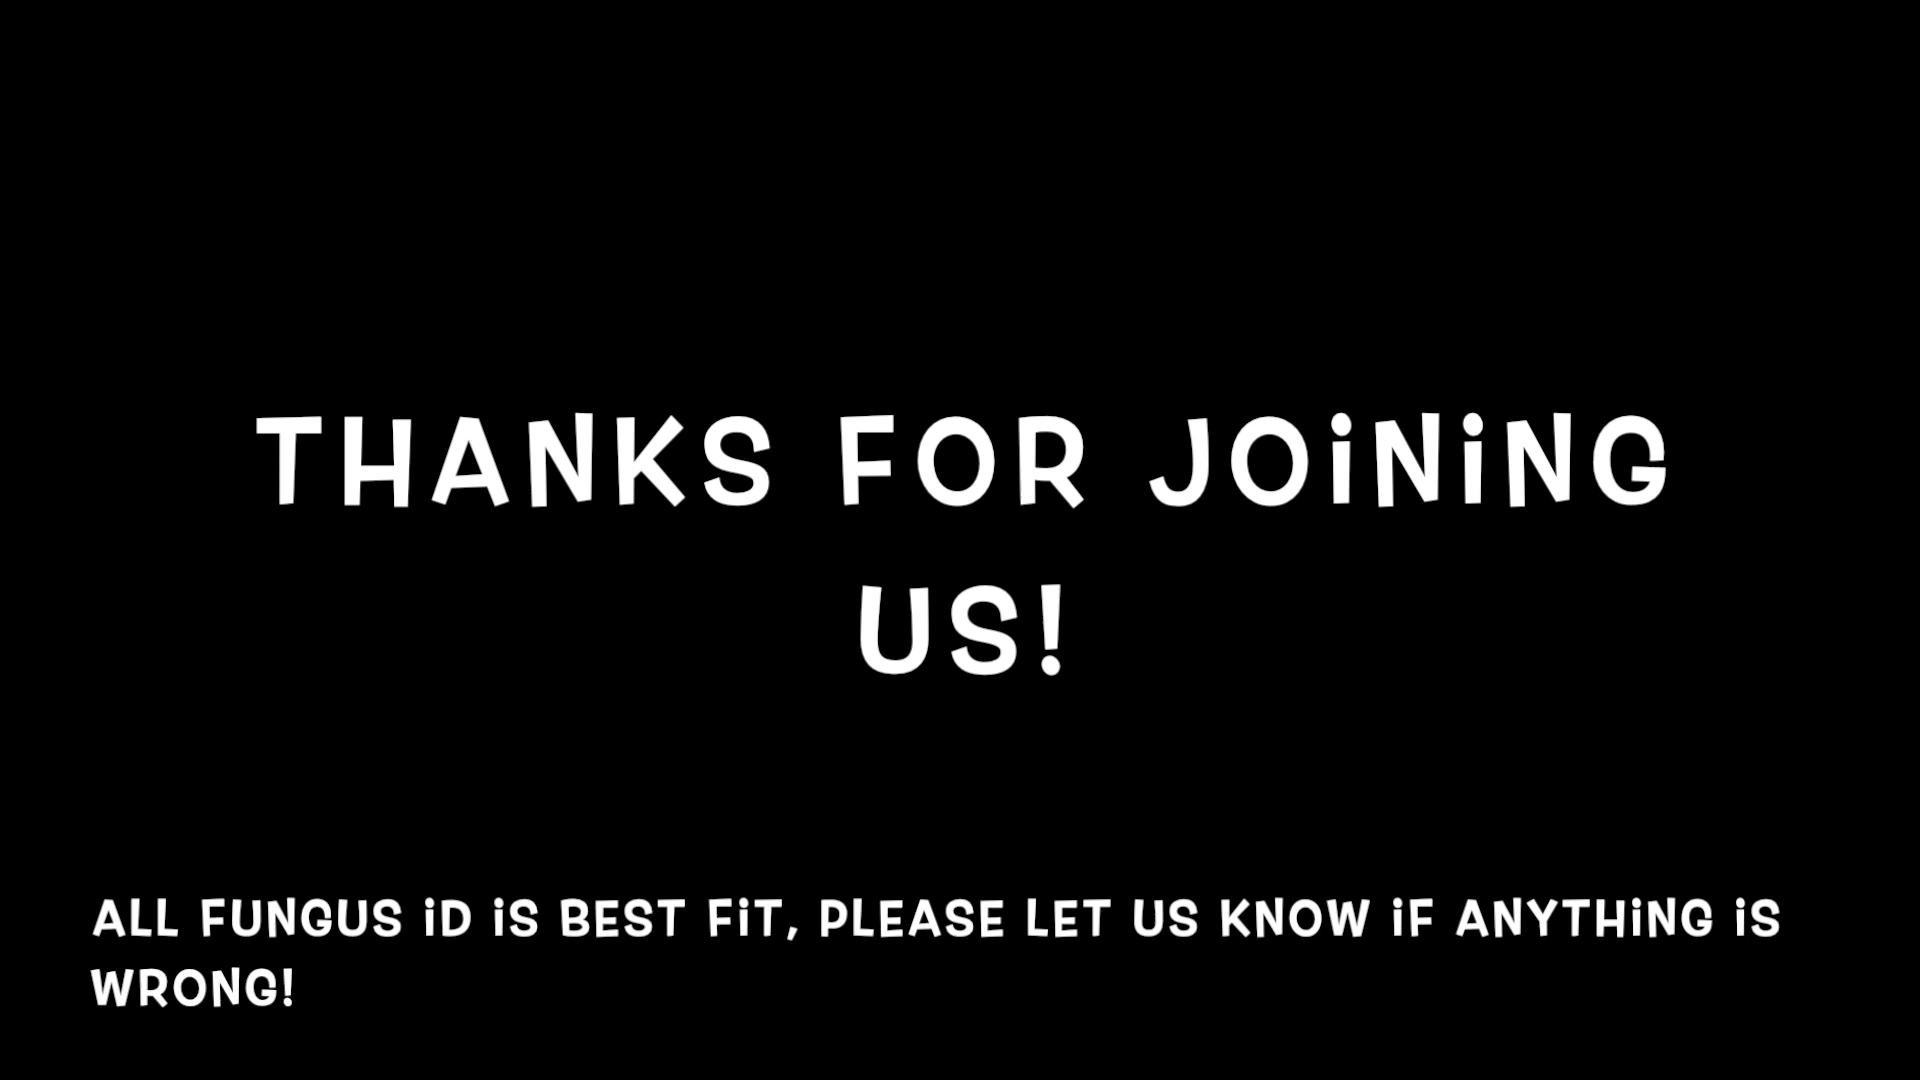 THANKS FOR JOiNiNG
US!
ALL FUNGUS iD iS BEST FiT, PLEASE LET US KNOW iF ANYTHiNG iS
WRONG!